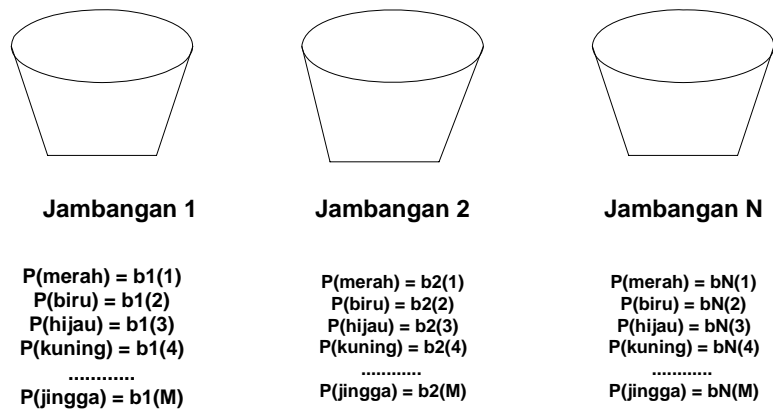 Jambangan 1
P(merah) = b1(1)
P(biru) = b1(2)
P(hijau) = b1(3)
P(kuning) = b1(4)
............
P(jingga) = b1(M)
Jambangan 2
P(merah) = b2(1)
P(biru) = b2(2)
P(hijau) = b2(3)
P(kuning) = b2(4)
............
P(jingga) = b2(M)
Jambangan N
P(merah) = bN(1)
P(biru) = bN(2)
P(hijau) = bN(3)
P(kuning) = bN(4)
............
P(jingga) = bN(M)